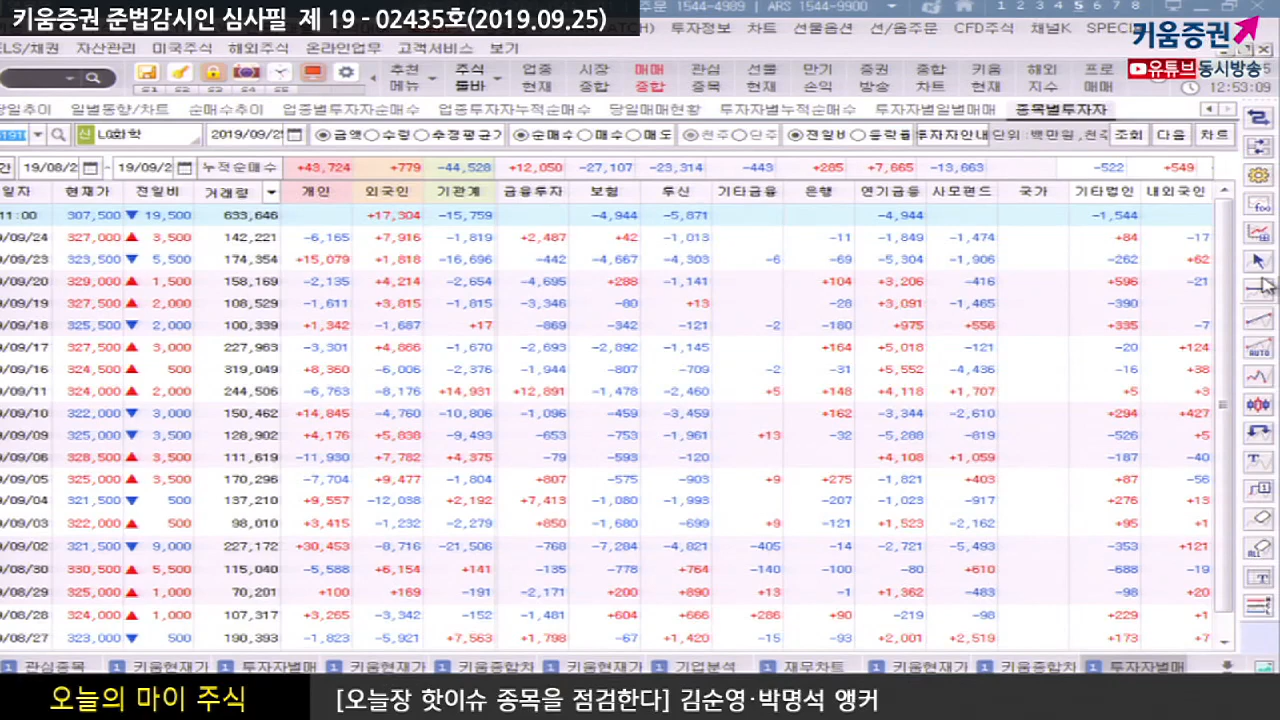 키움증권 준법감시인 심사필 제 19 - 02435호(2019.09.25)
주문 1544-4989 ARS 1544-9900 1 2 3 4 5 6 7 8
투자정보 차트 선물옵션 선/옵주문 CFD주식 채널K SPECI
키움증권
ELS/채권 자산관리 미국주식 해외주식 온라인업무 고객서비스 보기
유튜브 동시방송
추천 메뉴 주식 툴바 업종 현재 시장 종합 매매 종합 관심 종목 선물 현재 만기 손익 증권 방송 종합 차트 키움 현재 해외 지수 프로 매매
12:53:09
당일추이 일별동향/차트 순매수추이 업종별투자자순매수 업종투자자누적순매수 당일매매현황 투자자별누적순매수 투자자별일별매매 종목별투자자
신 LG화학 2019/09/25 금액 수량 추정평균가 순매수 매수 매도 천주 단주 전일비 등락률 투자자안내 단위:백만원,천주 조회 다음 차트
19/08/2 ~ 19/09/2 누적순매수 +43,724 +779 -44,528 +12,050 -27,107 -23,314 -443 +285 +7,665 -13,663 -522 +549
일자 현재가 전일비 거래량 개인 외국인 기관계 금융투자 보험 투신 기타금융 은행 연기금등 사모펀드 국가 기타법인 내외국인
11:00 307,500 ▼ 19,500 633,646 +17,304 -15,759 -4,944 -5,871 -4,944 -1,544
/09/24 327,000 ▲ 3,500 142,221 -6,165 +7,916 -1,819 +2,487 +42 -1,013 -11 -1,849 -1,474 +84 -17
/09/23 323,500 ▼ 5,500 174,354 +15,079 +1,818 -16,696 -442 -4,667 -4,303 -6 -69 -5,304 -1,906 -262 +62
/09/20 329,000 ▲ 1,500 158,169 -2,135 +4,214 -2,654 -4,695 +288 -1,141 +104 +3,206 -416 +596 -21
/09/19 327,500 ▲ 2,000 108,529 -1,611 +3,815 -1,815 -3,346 -80 +13 -28 +3,091 -1,465 -390
/09/18 325,500 ▼ 2,000 100,339 +1,342 -1,687 +17 -869 -342 -121 -2 -180 +975 +556 +335 -7
/09/17 327,500 ▲ 3,000 227,963 -3,301 +4,866 -1,670 -2,693 -2,892 -1,145 +164 +5,018 -121 -20 +124
/09/16 324,500 ▲ 500 319,049 +8,360 -6,006 -2,376 -1,944 -807 -709 -2 -31 +5,552 -4,436 -16 +38
/09/11 324,000 ▲ 2,000 244,506 -6,763 -8,176 +14,931 +12,891 -1,478 -2,460 +5 +148 +4,118 +1,707 +5 +3
/09/10 322,000 ▼ 3,000 150,462 +14,845 -4,760 -10,806 -1,096 -459 -3,459 +162 -3,344 -2,610 +294 +427
/09/09 325,000 ▼ 3,500 128,902 +4,176 +5,838 -9,493 -653 -753 -1,961 +13 -32 -5,288 -819 -526 +5
/09/06 328,500 ▲ 3,500 111,619 -11,930 +7,782 +4,375 -79 -593 -120 +4,108 +1,059 -187 -40
/09/05 325,000 ▲ 3,500 170,296 -7,704 +9,477 -1,804 +807 -575 -903 +9 +275 -1,821 +403 +87 -56
/09/04 321,500 ▼ 500 137,210 +9,557 -12,038 +2,192 +7,413 -1,080 -1,993 -207 -1,023 -917 +276 +13
/09/03 322,000 ▲ 500 98,010 +3,415 -1,232 -2,279 +850 -1,680 -699 +9 -121 +1,523 -2,162 +95 +1
/09/02 321,500 ▼ 9,000 227,172 +30,453 -8,716 -21,506 -768 -7,284 -4,821 -405 -14 -2,721 -5,493 -353 +121
/08/30 330,500 ▲ 5,500 115,040 -5,588 +6,154 +141 -135 -778 +764 -140 -100 -80 +610 -688 -19
/08/29 325,000 ▲ 1,000 70,201 +100 +169 -191 -2,171 +200 +890 +13 -1 +1,362 -483 -98 +20
/08/28 324,000 ▲ 1,000 107,317 +3,265 -3,342 -152 -1,481 +604 +666 +286 +90 -219 -98 +229 +1
/08/27 323,000 ▼ 500 190,393 -1,823 -5,921 +7,563 +1,798 -67 +1,420 -15 -93 +2,001 +2,519 +173 +7
1 관심종목 1 키움현재가 1 투자자별매 1 키움현재가 1 키움종합차 1 키움현재가 1 기업분석 1 재무차트 1 키움현재가 1 키움종합차 1 투자자별매
오늘의 마이 주식 [오늘장 핫이슈 종목을 점검한다] 김순영·박명석 앵커